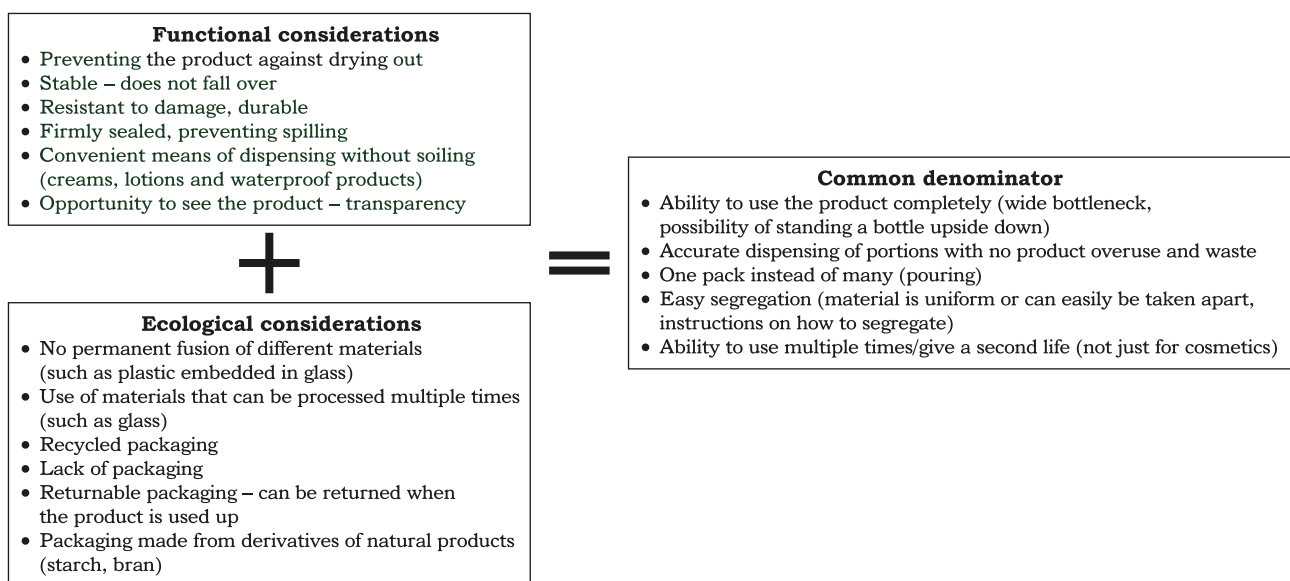 Functional considerations
• Preventing the product against drying out
• Stable – does not fall over
• Resistant to damage, durable
• Firmly sealed, preventing spilling
• Convenient means of dispensing without soiling
(creams, lotions and waterproof products)
• Opportunity to see the product – transparency
+
Ecological considerations
• No permanent fusion of different materials
(such as plastic embedded in glass)
• Use of materials that can be processed multiple times
(such as glass)
• Recycled packaging
• Lack of packaging
• Returnable packaging – can be returned when
the product is used up
• Packaging made from derivatives of natural products
(starch, bran)
=
Common denominator
• Ability to use the product completely (wide bottleneck,
possibility of standing a bottle upside down)
• Accurate dispensing of portions with no product overuse and waste
• One pack instead of many (pouring)
• Easy segregation (material is uniform or can easily be taken apart,
instructions on how to segregate)
• Ability to use multiple times/give a second life (not just for cosmetics)